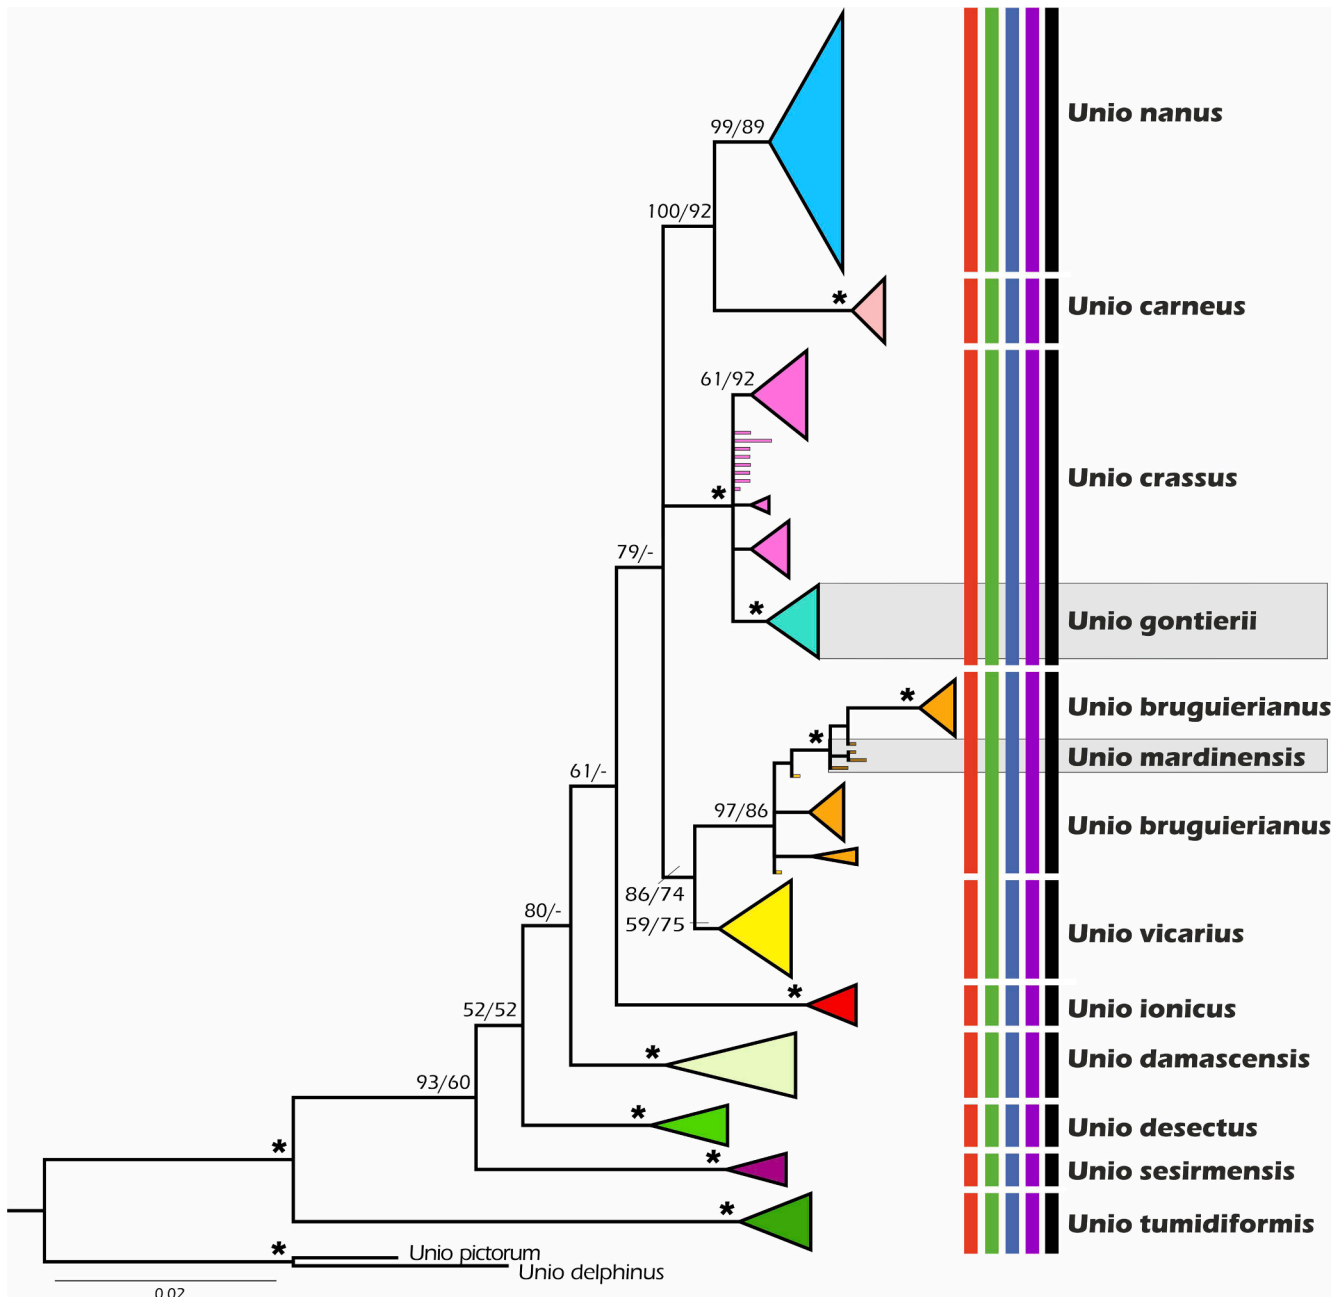 Unio nanus
99/89
100/92
*
Unio carneus
61/92
Unio crassus
*
79/-
*
Unio gontierii
*
Unio bruguierianus
*
Unio mardinensis
61/-
97/86
Unio bruguierianus
86/74
80/-
59/75
Unio vicarius
*
52/52
Unio ionicus
*
Unio damascensis
93/60
*
Unio desectus
*
*
Unio sesirmensis
*
Unio tumidiformis
*
Unio pictorum
Unio delphinus
0.02